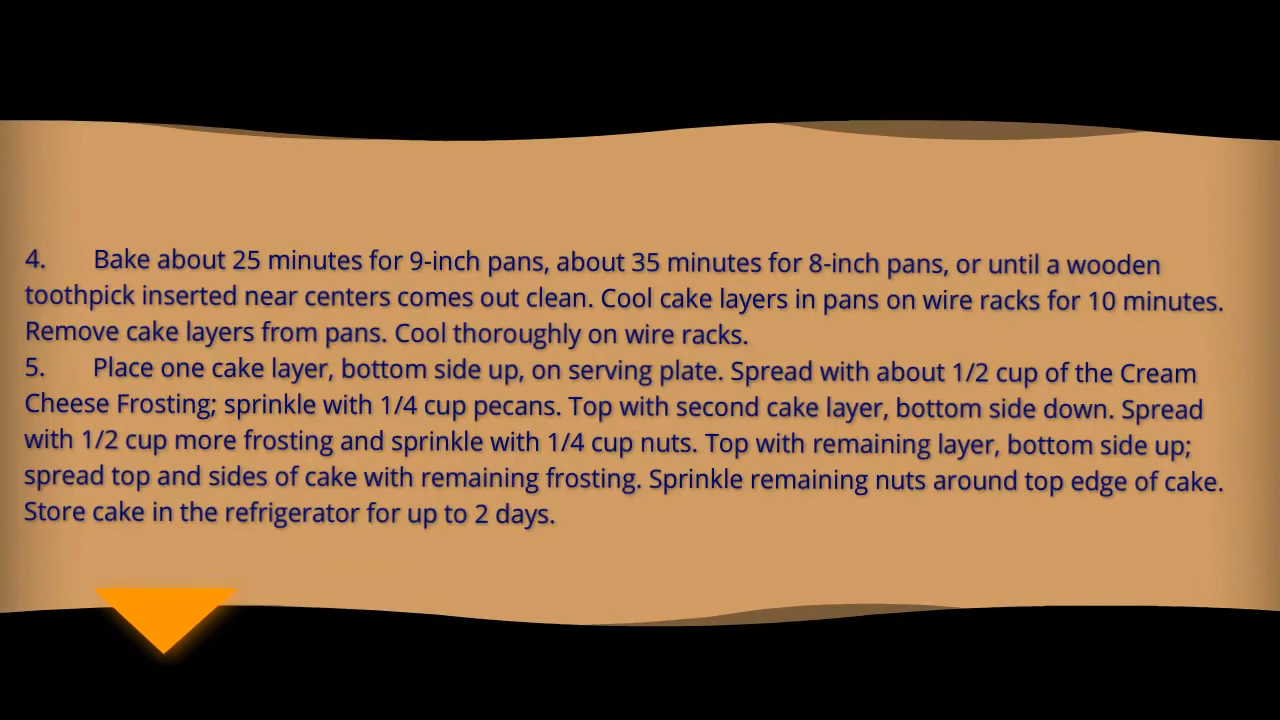 4. Bake about 25 minutes for 9-inch pans, about 35 minutes for 8-inch pans, or until a wooden
toothpick inserted near centers comes out clean. Cool cake layers in pans on wire racks for 10 minutes.
Remove cake layers from pans. Cool thoroughly on wire racks.
5. Place one cake layer, bottom side up, on serving plate. Spread with about 1/2 cup of the Cream
Cheese Frosting; sprinkle with 1/4 cup pecans. Top with second cake layer, bottom side down. Spread
with 1/2 cup more frosting and sprinkle with 1/4 cup nuts. Top with remaining layer, bottom side up;
spread top and sides of cake with remaining frosting. Sprinkle remaining nuts around top edge of cake.
Store cake in the refrigerator for up to 2 days.